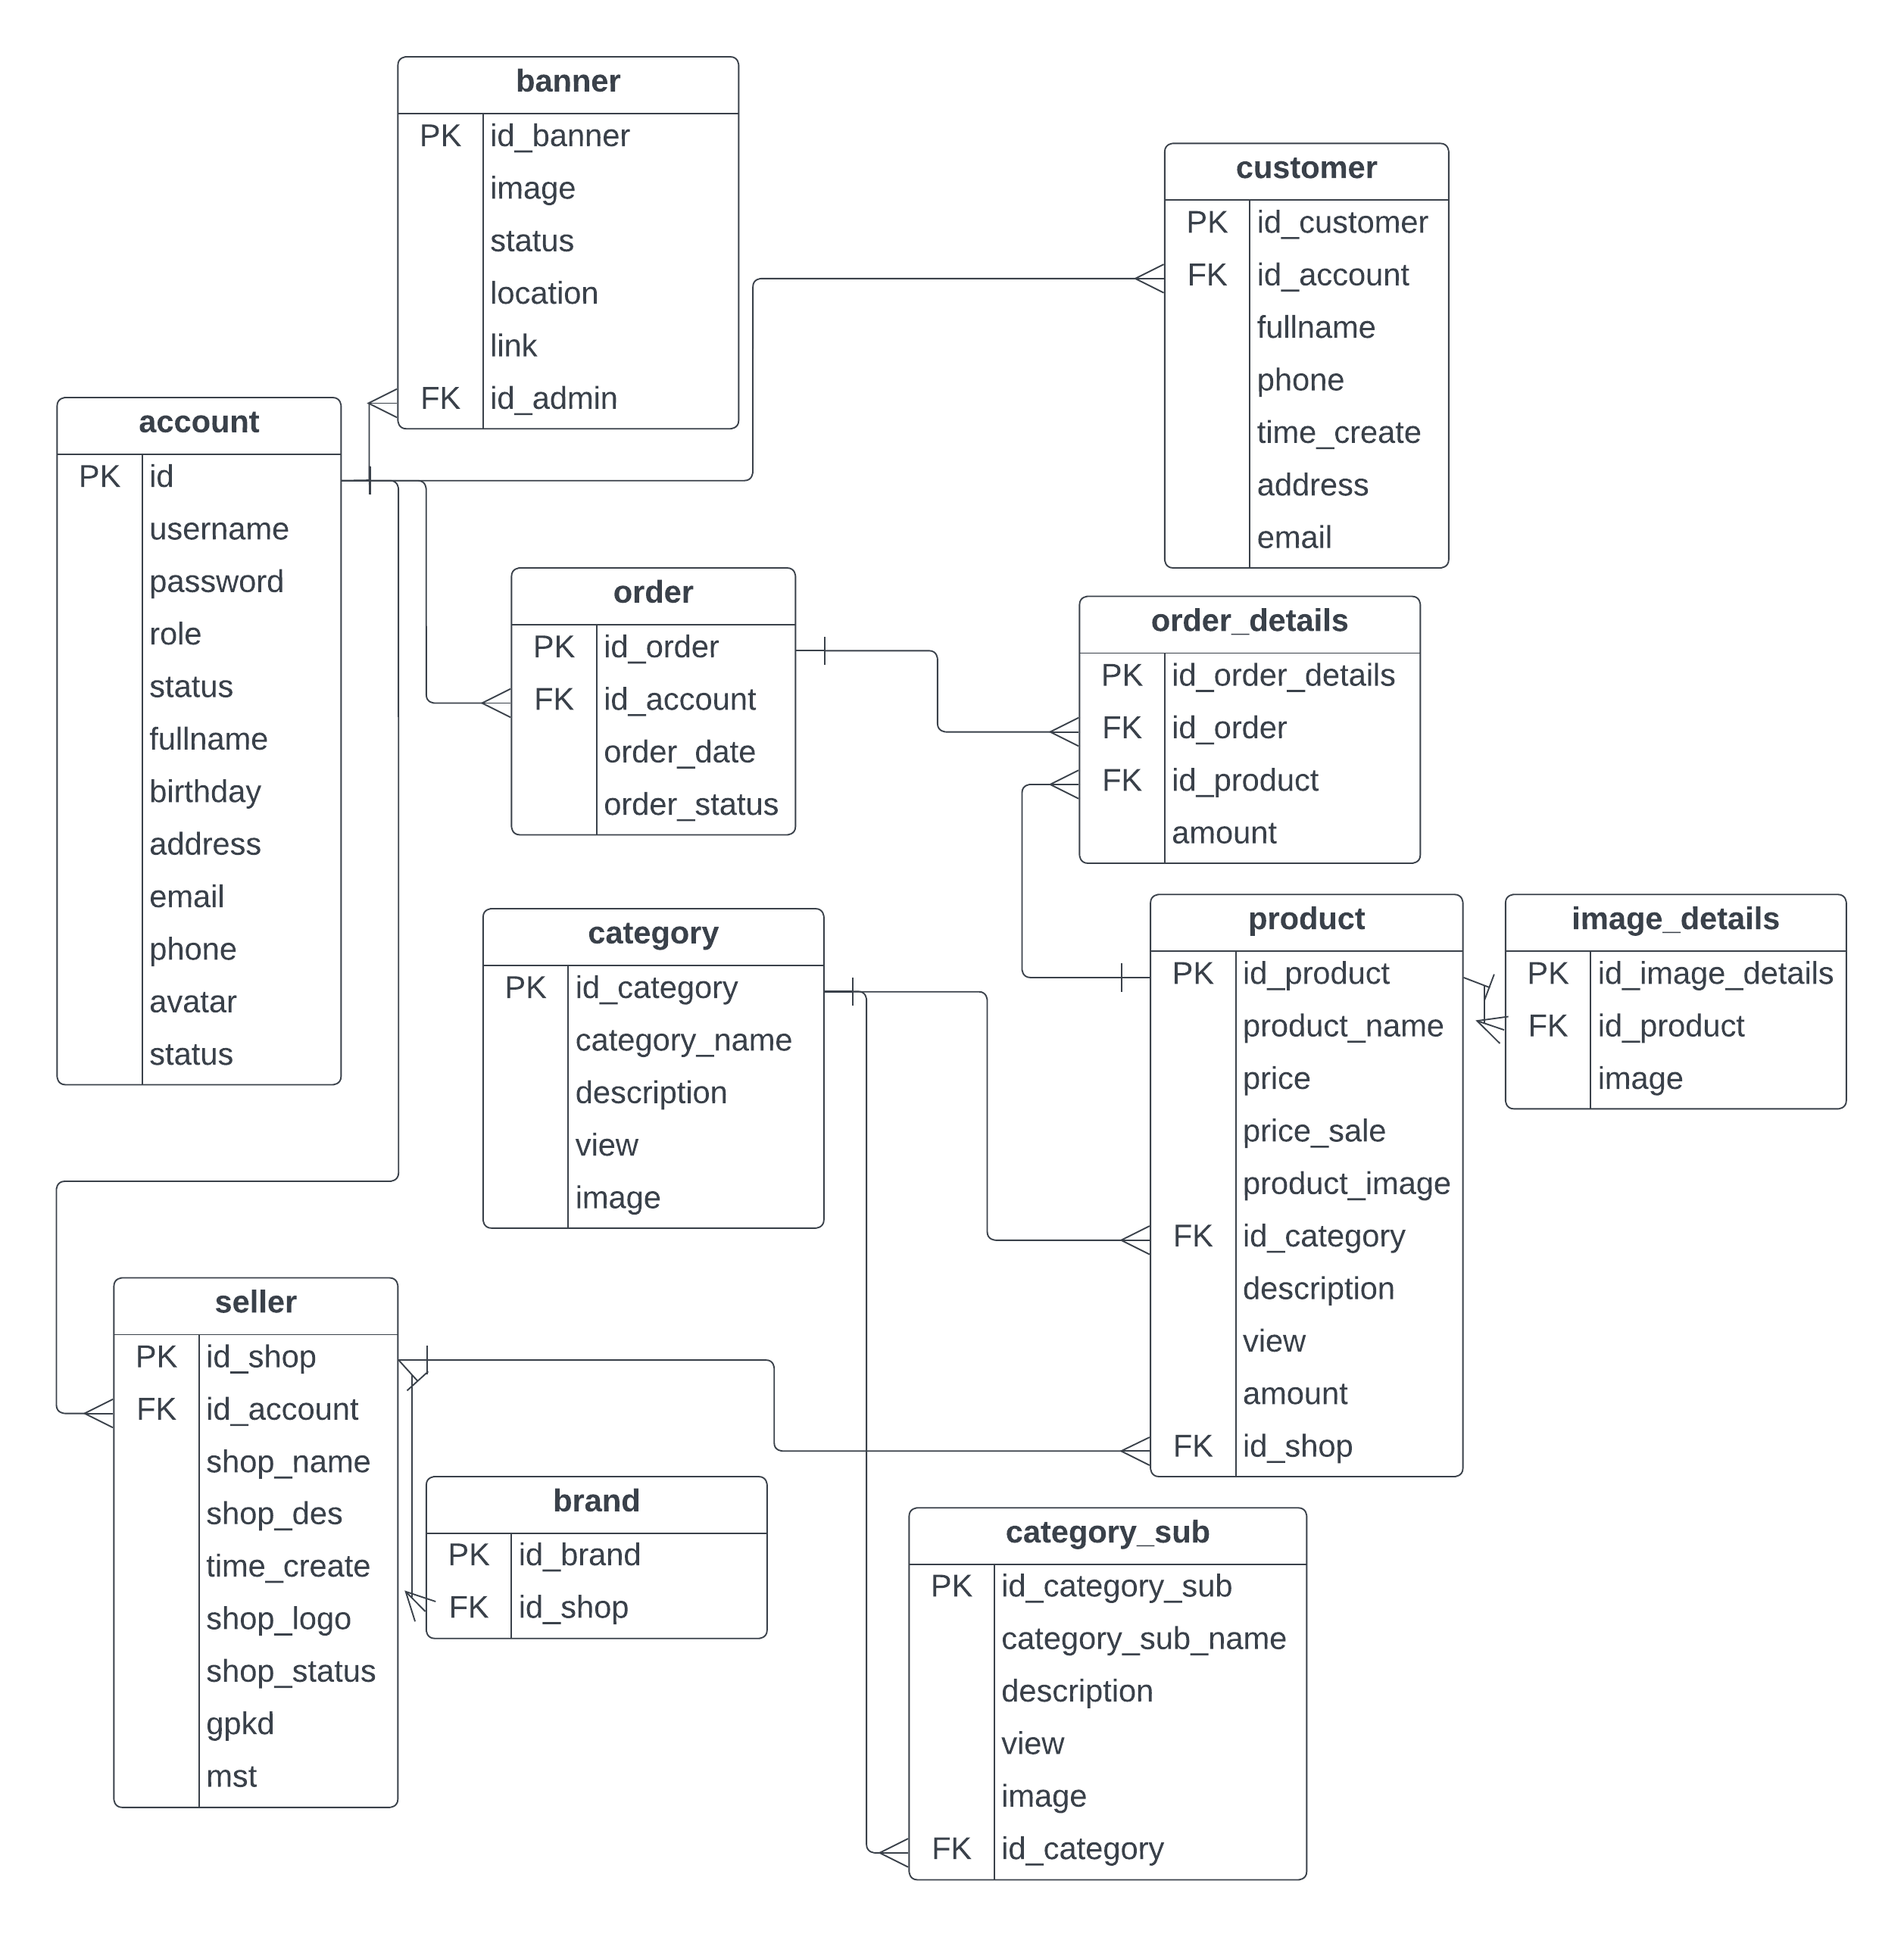 banner
PK id_banner
image
status
location
link
FK id_admin
customer
PK id_customer
FK id_account
fullname
phone
time_create
address
email
account
PK id
username
password
role
status
fullname
birthday
address
email
phone
avatar
status
order
PK id_order
FK id_account
order_date
order_status
order_details
PK id_order_details
FK id_order
FK id_product
amount
category
PK id_category
category_name
description
view
image
product
PK id_product
product_name
price
price_sale
product_image
FK id_category
description
view
amount
FK id_shop
image_details
PK id_image_details
FK id_product
image
seller
PK id_shop
FK id_account
shop_name
shop_des
time_create
shop_logo
shop_status
gpkd
mst
brand
PK id_brand
FK id_shop
category_sub
PK id_category_sub
category_sub_name
description
view
image
FK id_category